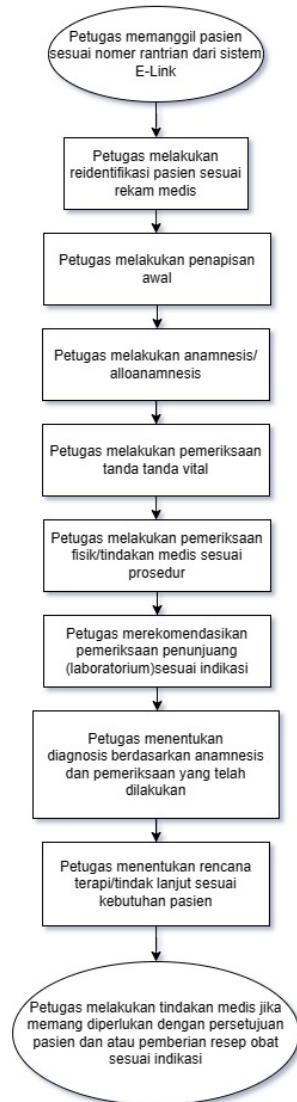 Petugas memanggil pasien
sesuai nomer rantrian dari sistem
E-Link
Petugas melakukan
reidentifikasi pasien sesuai
rekam medis
Petugas melakukan penapisan
awal
Petugas melakukan anamnesis/
alloanamnesis
Petugas melakukan pemeriksaan
tanda tanda vital
Petugas melakukan pemeriksaan
fisik/tindakan medis sesuai
prosedur
Petugas merekomendasikan
pemeriksaan penunjuang
(laboratorium)sesuai indikasi
Petugas menentukan
diagnosis berdasarkan anamnesis
dan pemeriksaan yang telah
dilakukan
Petugas menentukan rencana
terapi/tindak lanjut sesuai
kebutuhan pasien
Petugas melakukan tindakan medis jika
memang diperlukan dengan persetujuan
pasien dan atau pemberian resep obat
sesuai indikasi